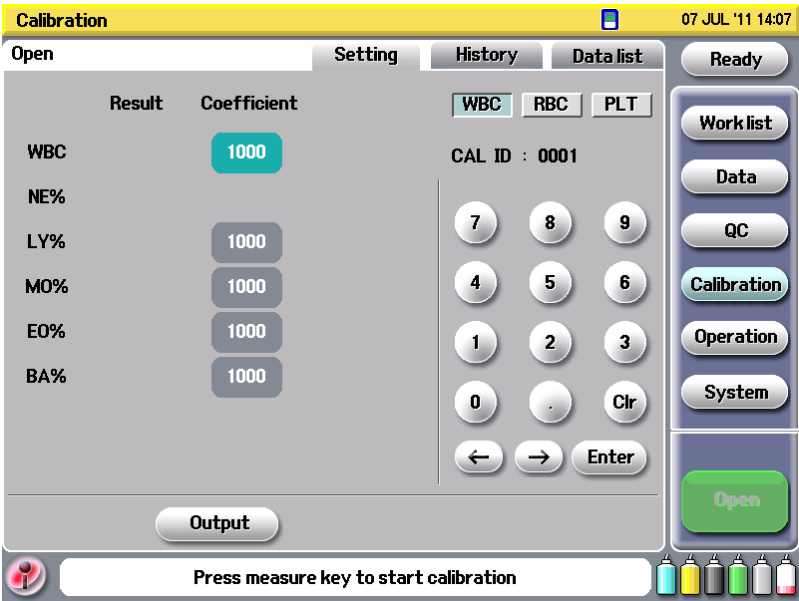 Calibration
07 JUL '11 14:07
Open
Setting
History
Data list
Ready
Result
Coefficient
WBC
RBC
PLT
Work list
WBC
1000
CAL ID : 0001
Data
NE%
7
8
9
QC
LY%
1000
MO%
1000
4
5
6
Calibration
EO%
1000
1
2
3
Operation
BA%
1000
0
.
Clr
System
←
→
Enter
Open
Output
Press measure key to start calibration